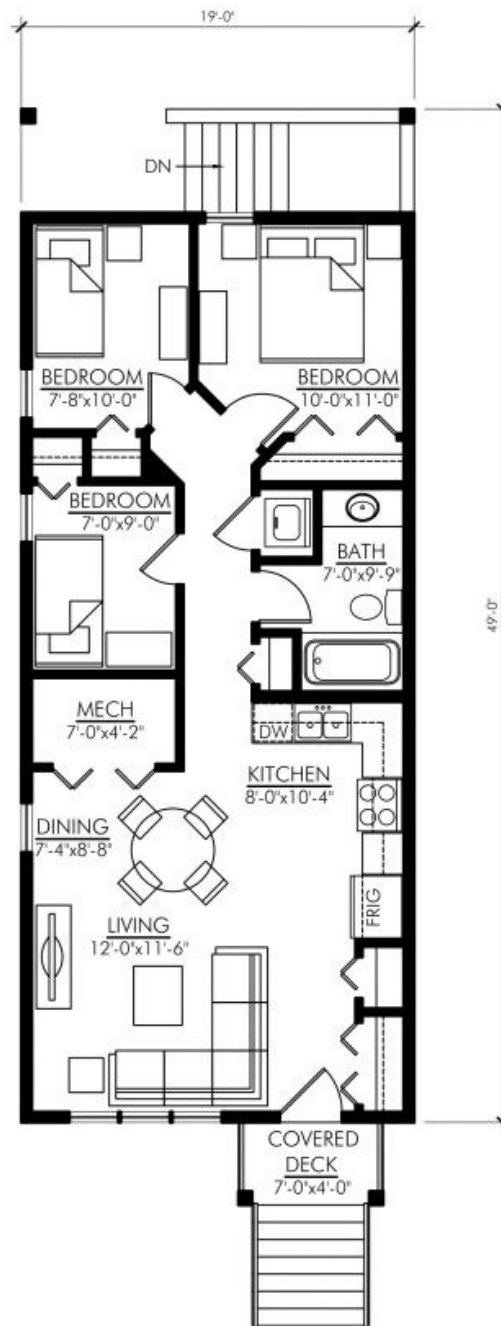 19'-0"
DN
BEDROOM
7'-8"x10'-0"
BEDROOM
10'-0"x11'-0"
BEDROOM
7'-0"x9'-0"
BATH
7'-0"x9'-9"
49'-0"
MECH
7'-0"x4'-2"
DW
KITCHEN
8'-0"x10'-4"
DINING
7'-4"x8'-8"
FRIG
LIVING
12'-0"x11'-6"
COVERED
DECK
7'-0"x4'-0"